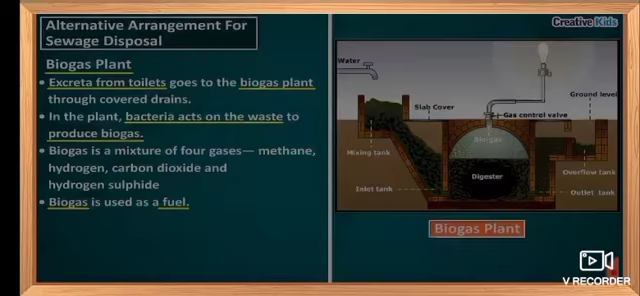 Alternative Arrangement For
Sewage Disposal
Creative Kids
Biogas Plant
• Excreta from toilets goes to the biogas plant
through covered drains.
• In the plant, bacteria acts on the waste to
produce biogas.
• Biogas is a mixture of four gases— methane,
hydrogen, carbon dioxide and
hydrogen sulphide
• Biogas is used as a fuel.
Water
Slab Cover
Ground level
Gas control valve
Biogas
Mixing tank
Digester
Overflow tank
Inlet tank
Outlet tank
Biogas Plant
V RECORDER